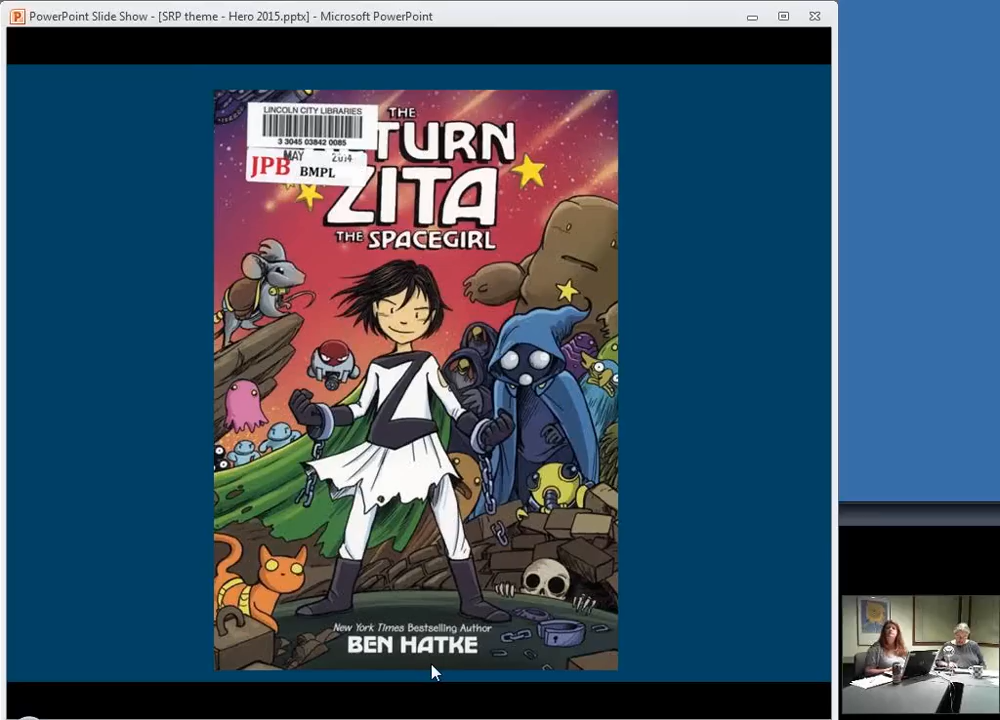 PowerPoint Slide Show - [SRP theme - Hero 2015.pptx] - Microsoft PowerPoint
LINCOLN CITY LIBRARIES
3 3045 03842 0085
MAY 2014
JPB BMPL
THE
TURN
ZITA
THE SPACEGIRL
New York Times Bestselling Author
BEN HATKE